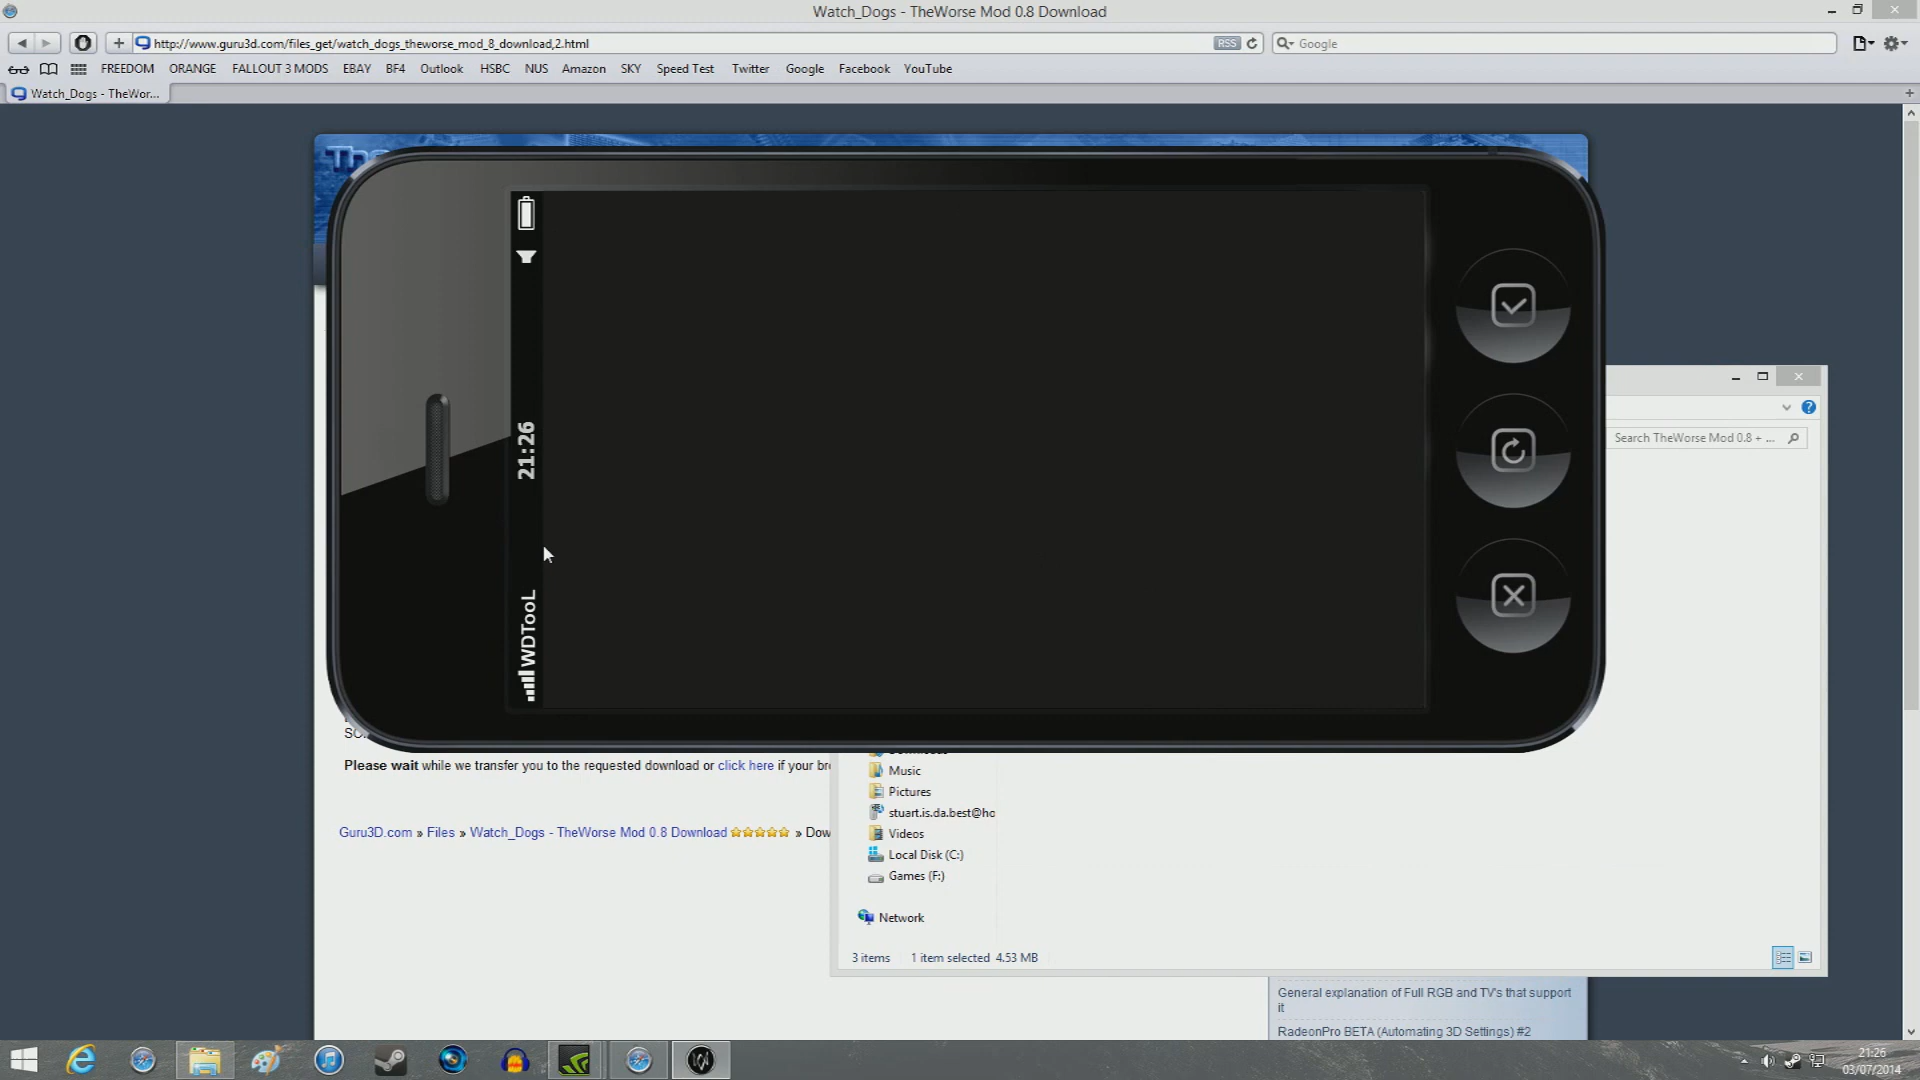 Watch_Dogs - TheWorse Mod 0.8 Download
http://www.guru3d.com/files_get/watch_dogs_theworse_mod_8_download,2.html
RSS
Google
FREEDOM ORANGE FALLOUT 3 MODS EBAY BF4 Outlook HSBC NUS Amazon SKY Speed Test Twitter Google Facebook YouTube
Watch_Dogs - TheWor...
21:26
WDTooL
Search TheWorse Mod 0.8 + ...
Please wait while we transfer you to the requested download or click here if your
Guru3D.com » Files » Watch_Dogs - TheWorse Mod 0.8 Download » Dow
Music
Pictures
stuart.is.da.best@ho
Videos
Local Disk (C:)
Games (F:)
Network
3 items 1 item selected 4.53 MB
General explanation of Full RGB and TV's that support
it
RadeonPro BETA (Automating 3D Settings) #2
21:26
03/07/2014